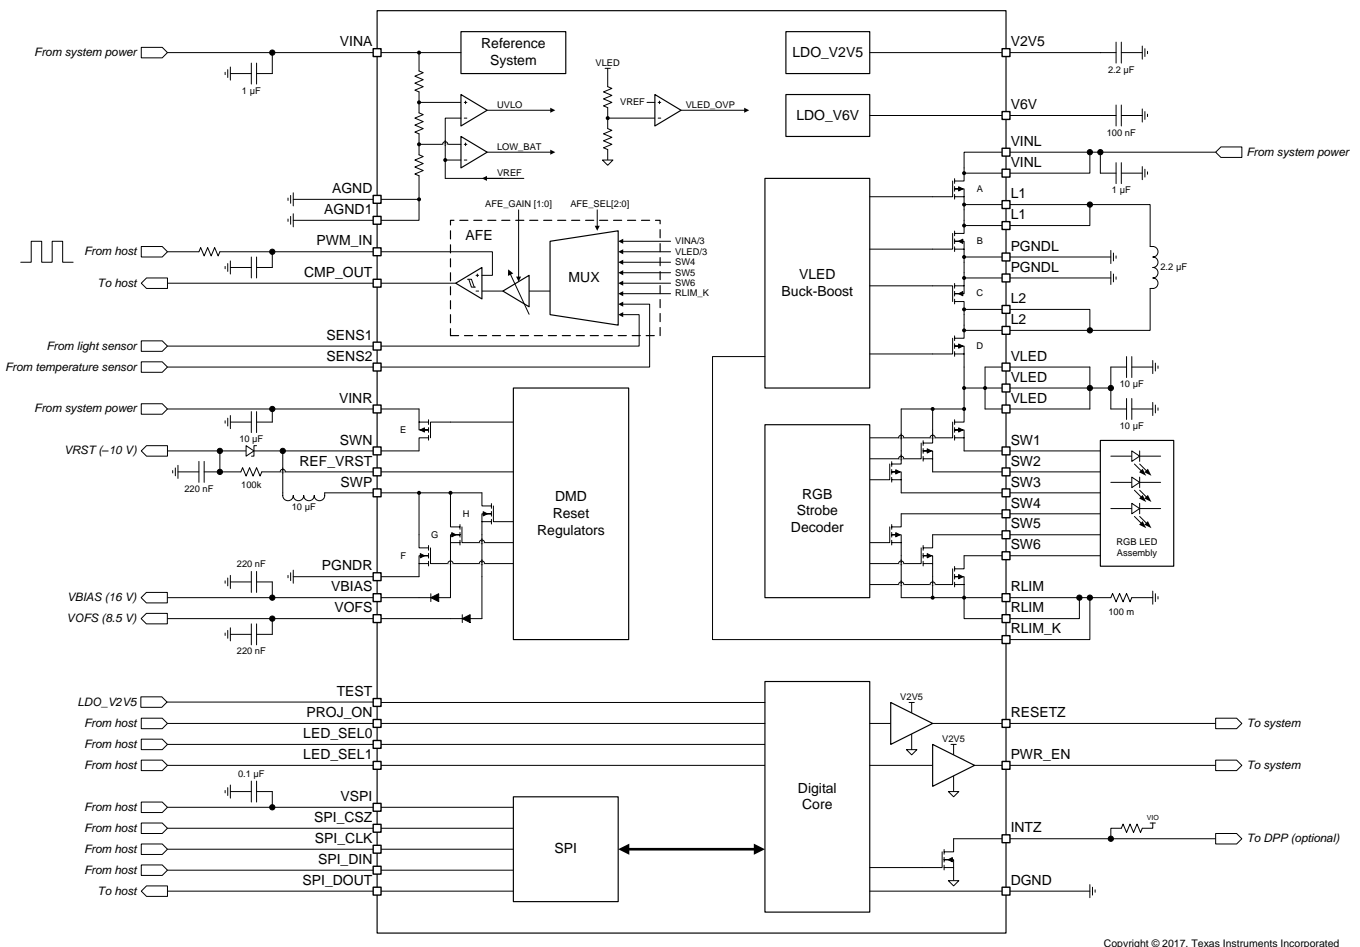 From system power
1 µF
VINA
Reference
System
UVLO
LOW_BAT
VREF
VLED
VREF
VLED_OVP
AGND
AGND1
From host
PWM_IN
To host
CMP_OUT
AFE_GAIN [1:0]
AFE_SEL[2:0]
AFE
MUX
VINA/3
VLED/3
SW4
SW5
SW6
RLIM_K
From light sensor
SENS1
From temperature sensor
SENS2
From system power
VINR
10 µF
E
VRST (–10 V)
SWN
REF_VRST
220 nF
100k
SWP
10 µF
H
G
F
DMD
Reset
Regulators
220 nF
PGNDR
VBIAS (16 V)
VBIAS
VOFS (8.5 V)
VOFS
220 nF
LDO_V2V5
TEST
From host
PROJ_ON
From host
LED_SEL0
From host
LED_SEL1
0.1 µF
From host
VSPI
From host
SPI_CSZ
From host
SPI_CLK
From host
SPI_DIN
To host
SPI_DOUT
SPI
LDO_V2V5
V2V5
2.2 µF
LDO_V6V
V6V
100 nF
VLED
Buck-Boost
A
B
C
D
VINL
VINL
From system power
1 µF
L1
L1
PGNDL
PGNDL
2.2 µF
L2
L2
VLED
VLED
VLED
10 µF
10 µF
RGB
Strobe
Decoder
SW1
SW2
SW3
SW4
SW5
SW6
RGB LED
Assembly
RLIM
RLIM
RLIM_K
100 m
Digital
Core
V2V5
RESETZ
To system
V2V5
PWR_EN
To system
INTZ
VIO
To DPP (optional)
DGND
Copyright © 2017, Texas Instruments Incorporated